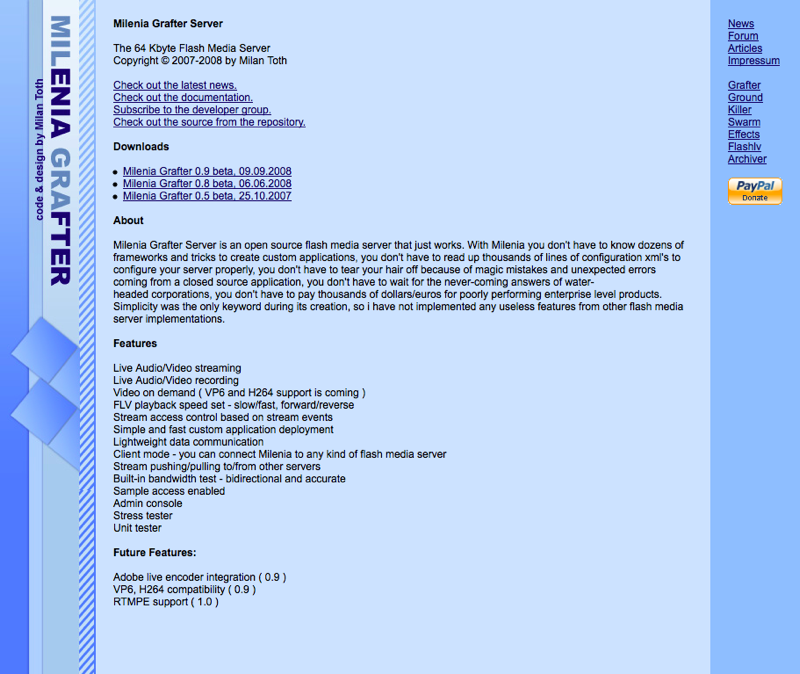 MILENIA GRAFTER
code & design by Milan Toth
Milenia Grafter Server
The 64 Kbyte Flash Media Server
Copyright © 2007-2008 by Milan Toth
Check out the latest news.
Check out the documentation.
Subscribe to the developer group.
Check out the source from the repository.
Downloads
Milenia Grafter 0.9 beta, 09.09.2008
Milenia Grafter 0.8 beta, 06.06.2008
Milenia Grafter 0.5 beta, 25.10.2007
About
Milenia Grafter Server is an open source flash media server that just works. With Milenia you don't have to know dozens of
frameworks and tricks to create custom applications, you don't have to read up thousands of lines of configuration xml's to
configure your server properly, you don't have to tear your hair off because of magic mistakes and unexpected errors
coming from a closed source application, you don't have to wait for the never-coming answers of water-
headed corporations, you don't have to pay thousands of dollars/euros for poorly performing enterprise level products.
Simplicity was the only keyword during its creation, so i have not implemented any useless features from other flash media
server implementations.
Features
Live Audio/Video streaming
Live Audio/Video recording
Video on demand ( VP6 and H264 support is coming )
FLV playback speed set - slow/fast, forward/reverse
Stream access control based on stream events
Simple and fast custom application deployment
Lightweight data communication
Client mode - you can connect Milenia to any kind of flash media server
Stream pushing/pulling to/from other servers
Built-in bandwidth test - bidirectional and accurate
Sample access enabled
Admin console
Stress tester
Unit tester
Future Features:
Adobe live encoder integration ( 0.9 )
VP6, H264 compatibility ( 0.9 )
RTMPE support ( 1.0 )
News
Forum
Articles
Impressum
Grafter
Ground
Killer
Swarm
Effects
Flashlv
Archiver
PayPal
Donate